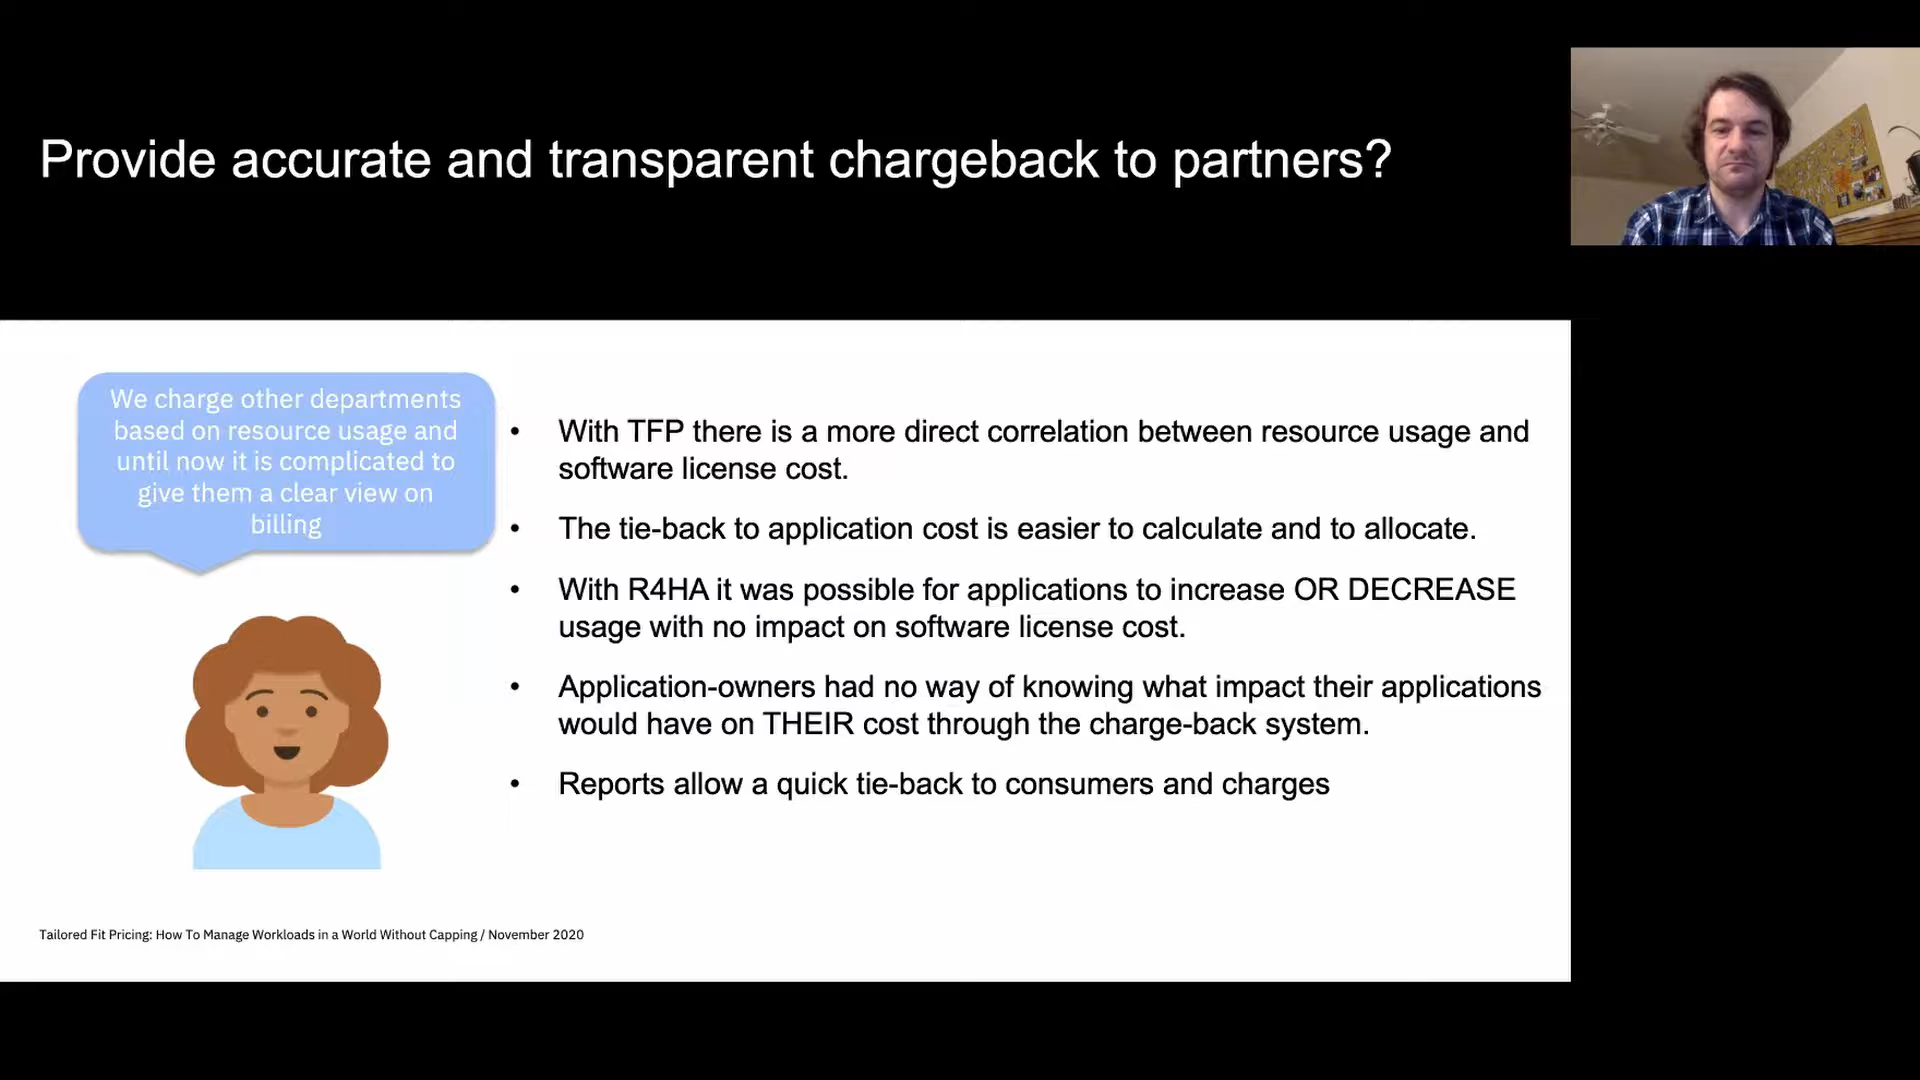 Provide accurate and transparent chargeback to partners?
We charge other departments
based on resource usage and
until now it is complicated to
give them a clear view on
billing
• With TFP there is a more direct correlation between resource usage and
software license cost.
• The tie-back to application cost is easier to calculate and to allocate.
• With R4HA it was possible for applications to increase OR DECREASE
usage with no impact on software license cost.
• Application-owners had no way of knowing what impact their applications
would have on THEIR cost through the charge-back system.
• Reports allow a quick tie-back to consumers and charges
Tailored Fit Pricing: How To Manage Workloads in a World Without Capping / November 2020